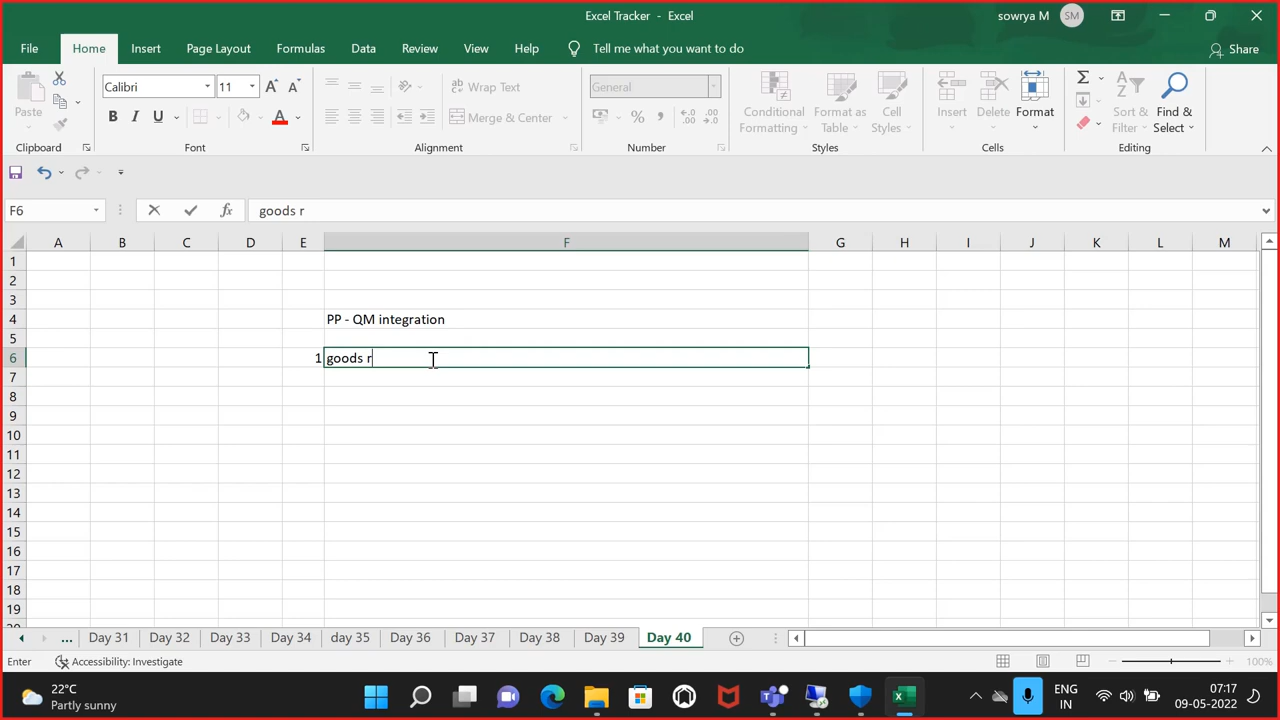 Excel Tracker - Excel
sowrya M
SM
File Home Insert Page Layout Formulas Data Review View Help Tell me what you want to do Share
Calibri 11 Wrap Text General
Paste B I U A Merge & Center % Conditional Formatting Format as Table Cell Styles Insert Delete Format Σ Sort & Filter Find & Select
Clipboard Font Alignment Number Styles Cells Editing
F6 fx goods r
A B C D E F G H I J K L M
1
2
3
4 PP - QM integration
5
6 1 goods r
7
8
9
10
11
12
13
14
15
16
17
18
19
... Day 31 Day 32 Day 33 Day 34 day 35 Day 36 Day 37 Day 38 Day 39 Day 40
Enter Accessibility: Investigate 100%
22°C
Partly sunny
ENG
IN
07:17
09-05-2022